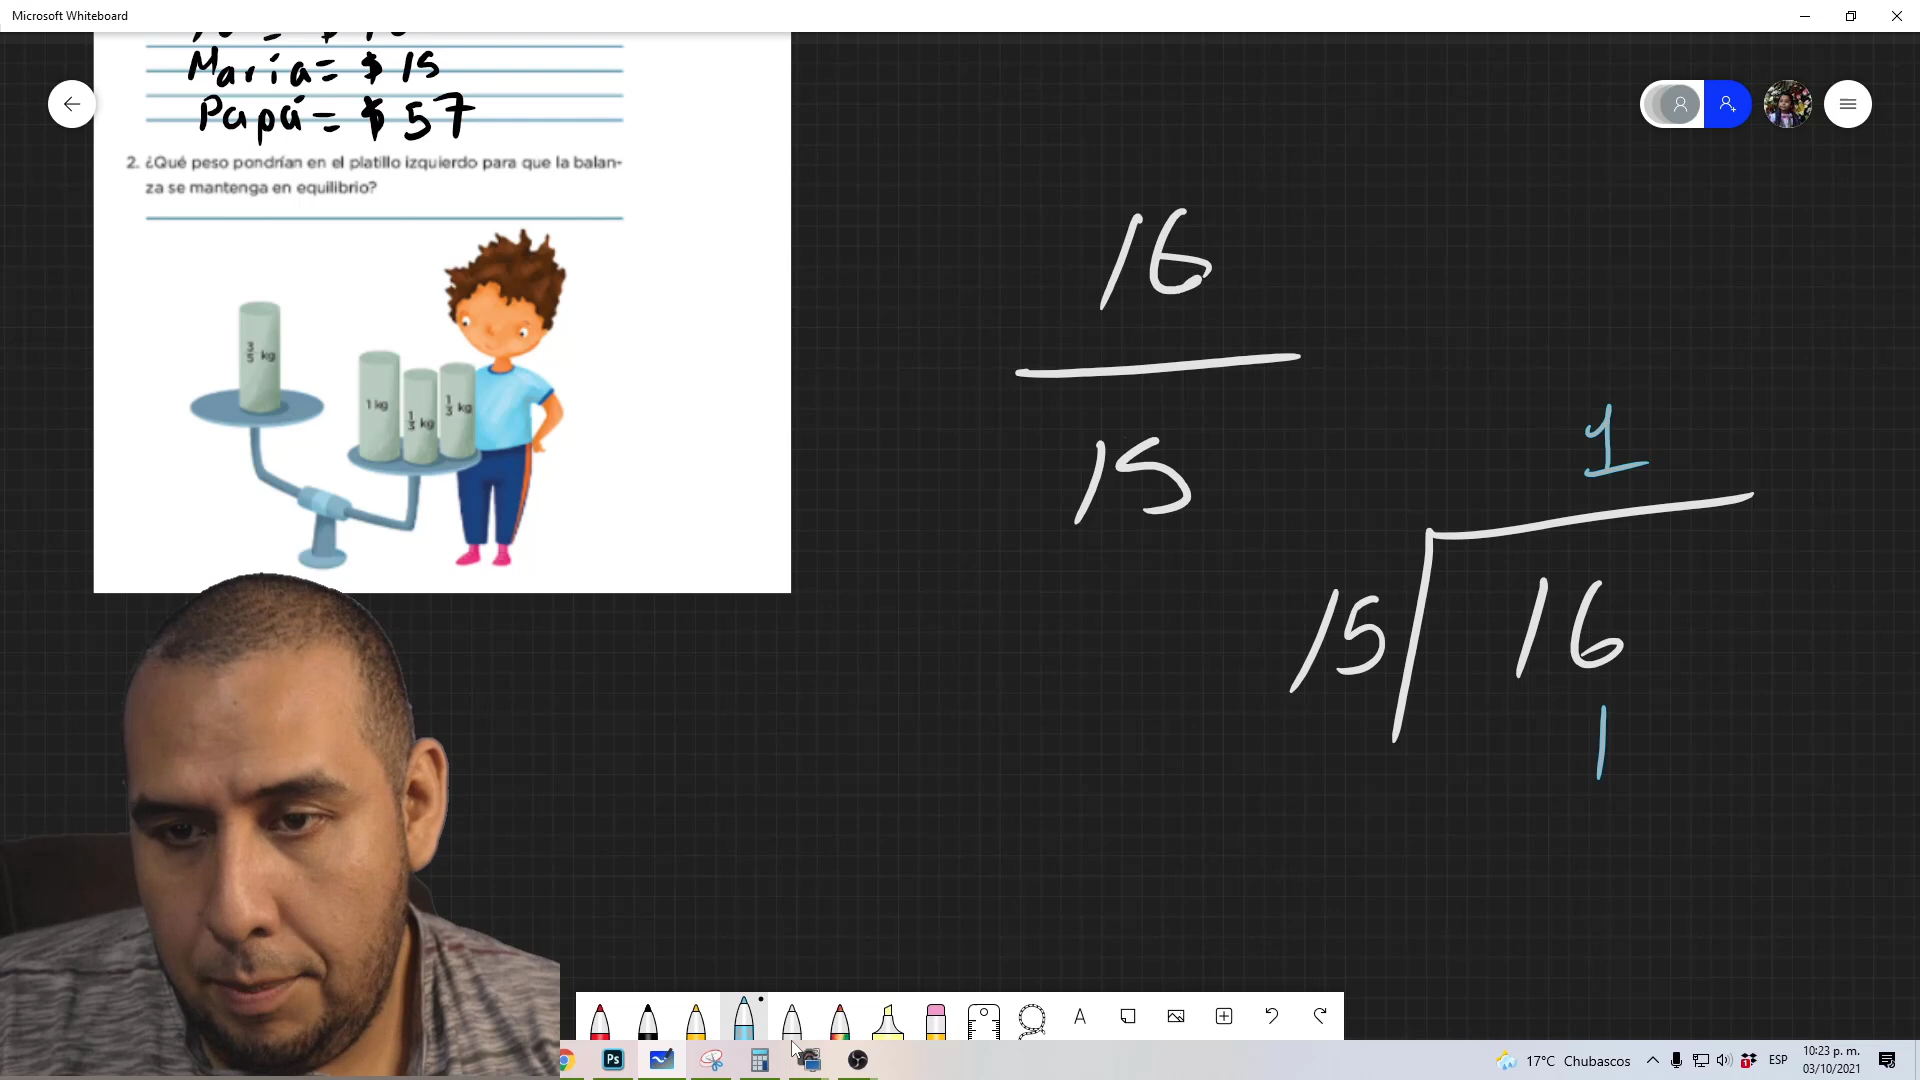 Microsoft Whiteboard
María = $ 15
Papá = $ 57
2. ¿Qué peso pondrían en el platillo izquierdo para que la balan-
za se mantenga en equilibrio?
3/5 kg
1 kg
1/3 kg
1/3 kg
16
15
1
15
16
1
A
Ps
17°C Chubascos
ESP
10:23 p. m.
03/10/2021